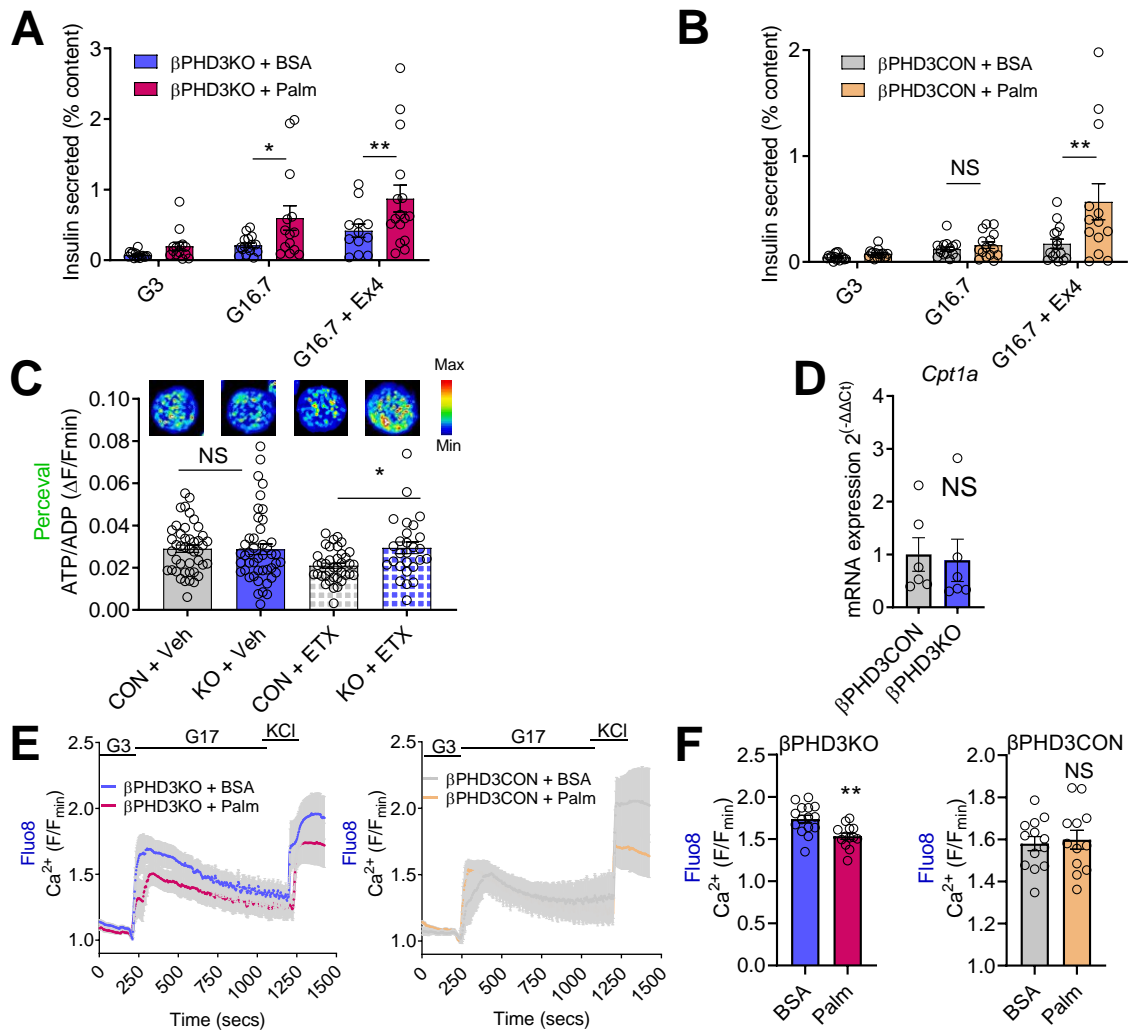 A
Insulin secreted (% content)
3
2
1
0
βPHD3KO + BSA
βPHD3KO + Palm
*
**
G3
G16.7
G16.7 + Ex4
B
Insulin secreted (% content)
2
1
0
βPHD3CON + BSA
βPHD3CON + Palm
NS
**
G3
G16.7
G16.7 + Ex4
C
Perceval
ATP/ADP (ΔF/Fmin)
0.10
0.08
0.06
0.04
0.02
0.00
Max
Min
NS
*
CON + Veh
KO + Veh
CON + ETX
KO + ETX
D
Cpt1a
mRNA expression 2(-ΔΔCt)
4
3
2
1
0
NS
βPHD3CON
βPHD3KO
E
Fluo8
Ca2+ (F/Fmin)
2.5
2.0
1.5
1.0
G3
G17
KCl
βPHD3KO + BSA
βPHD3KO + Palm
0
250
500
750
1000
1250
1500
Time (secs)
Fluo8
Ca2+ (F/Fmin)
2.5
2.0
1.5
1.0
G3
G17
KCl
βPHD3CON + BSA
βPHD3CON + Palm
0
250
500
750
1000
1250
1500
Time (secs)
F
βPHD3KO
Fluo8
Ca2+ (F/Fmin)
2.5
2.0
1.5
1.0
0.5
0.0
**
BSA
Palm
βPHD3CON
NS
Fluo8
Ca2+ (F/Fmin)
2.0
1.8
1.6
1.4
1.2
1.0
BSA
Palm